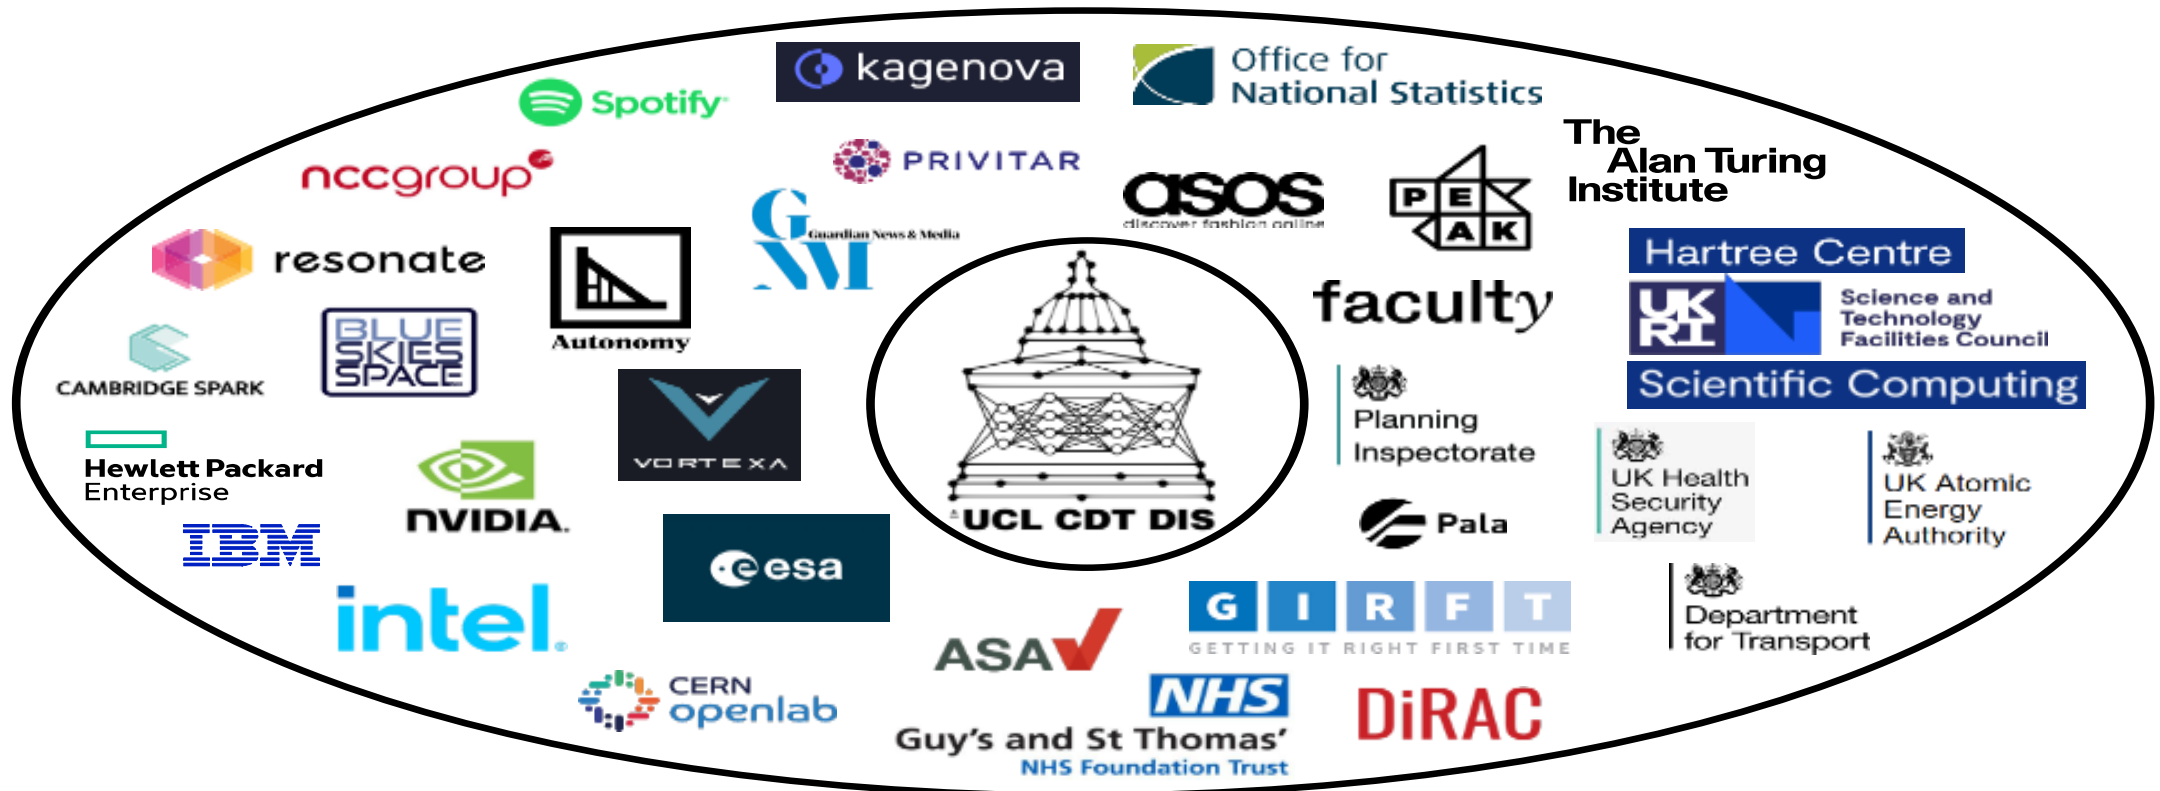 kagenova
Office for
National Statistics
Spotify
The
Alan Turing
Institute
nccgroup
PRIVITAR
asos
discover fashion online
PEAK
GNM
Guardian News & Media
resonate
Autonomy
Hartree Centre
faculty
UKRI
Science and
Technology
Facilities Council
BLUE
SKIES
SPACE
CAMBRIDGE SPARK
Scientific Computing
VORTEXA
Planning
Inspectorate
Hewlett Packard
Enterprise
NVIDIA.
UCL CDT DIS
UK Health
Security
Agency
UK Atomic
Energy
Authority
Pala
IBM
esa
intel.
GIRFT
GETTING IT RIGHT FIRST TIME
Department
for Transport
ASA
CERN
openlab
NHS
Guy's and St Thomas'
NHS Foundation Trust
DiRAC